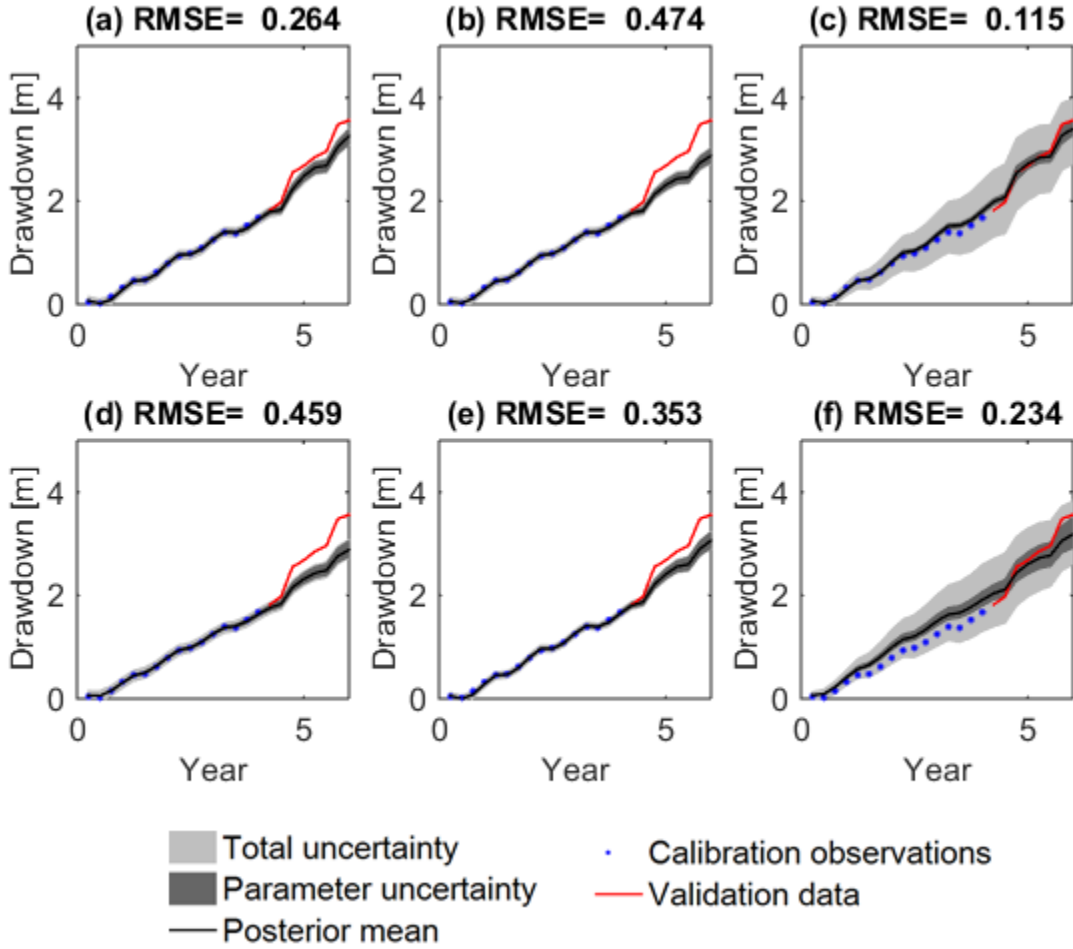 (a) RMSE= 0.264
(b) RMSE= 0.474
(c) RMSE= 0.115
Drawdown [m]
4
2
0
0
5
Year
Drawdown [m]
4
2
0
0
5
Year
Drawdown [m]
4
2
0
0
5
Year
(d) RMSE= 0.459
(e) RMSE= 0.353
(f) RMSE= 0.234
Drawdown [m]
4
2
0
0
5
Year
Drawdown [m]
4
2
0
0
5
Year
Drawdown [m]
4
2
0
0
5
Year
Total uncertainty
Parameter uncertainty
Posterior mean
Calibration observations
Validation data